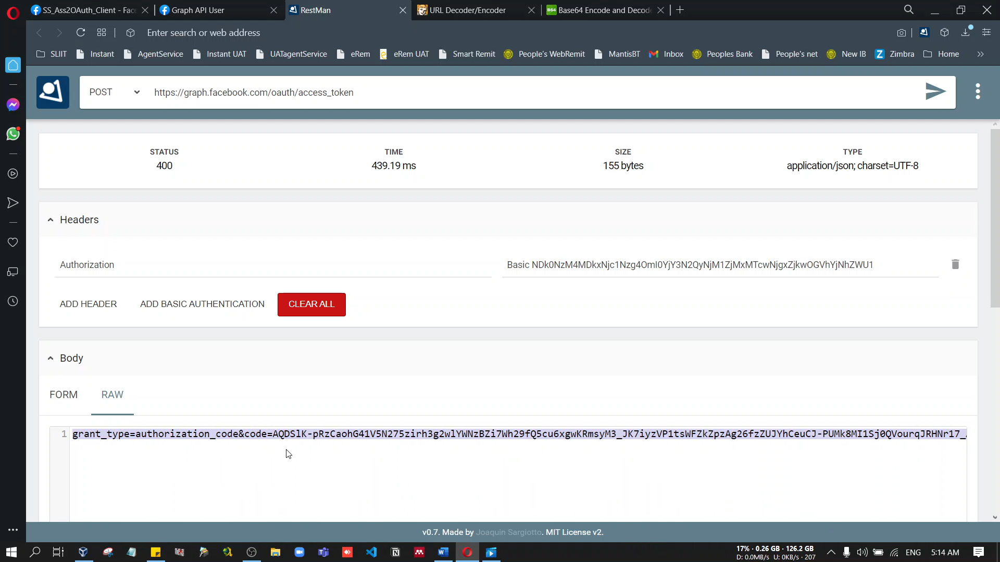 SS_Ass2OAuth_Client - Fac
Graph API User
RestMan
URL Decoder/Encoder
B64 Base64 Encode and Decode
Enter search or web address
SLIIT
Instant
AgentService
Instant UAT
UATagentService
eRem
eRem UAT
Smart Remit
People's WebRemit
MantisBT
Inbox
Peoples Bank
People's net
New IB
Z Zimbra
Home
POST
https://graph.facebook.com/oauth/access_token
STATUS
400
TIME
439.19 ms
SIZE
155 bytes
TYPE
application/json; charset=UTF-8
Headers
Authorization
Basic NDk0NzM4MDkxNjc1Nzg4OmI0YjY3N2QyNjM1ZjMxMTcwNjgxZjkwOGVhYjNhZWU1
ADD HEADER
ADD BASIC AUTHENTICATION
CLEAR ALL
Body
FORM
RAW
1
grant_type=authorization_code&code=AQDSlK-pRzCaohG41V5N275zirh3g2wlYWNzBZi7Wh29fQ5cu6xgwKRmsyM3_JK7iyzVP1tsWFZkZpzAg26fzZUJYhCeuCJ-PUMk8MI1Sj0QVourqJRHNr17_
v0.7. Made by Joaquin Sargiotto. MIT License v2.
17% · 0.26 GB · 126.2 GB
D: 0.0MB/s U: 0KB/s · 207
ENG
5:14 AM